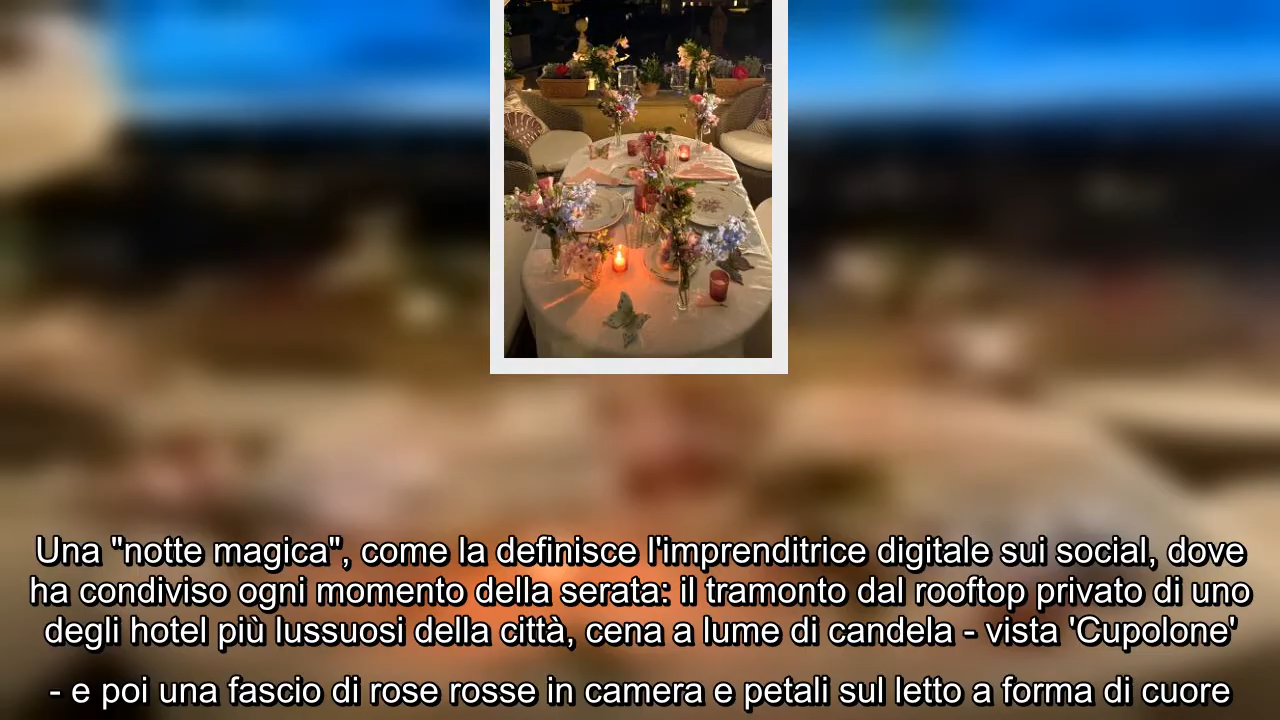 Una "notte magica", come la definisce l'imprenditrice digitale sui social, dove
ha condiviso ogni momento della serata: il tramonto dal rooftop privato di uno
degli hotel più lussuosi della città, cena a lume di candela - vista 'Cupolone'
- e poi una fascio di rose rosse in camera e petali sul letto a forma di cuore